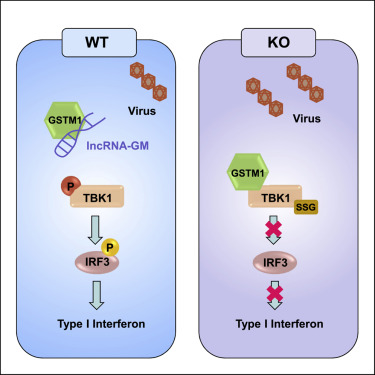 WT
Virus
GSTM1
lncRNA-GM
P
TBK1
P
IRF3
Type I Interferon
KO
Virus
GSTM1
TBK1
SSG
IRF3
Type I Interferon